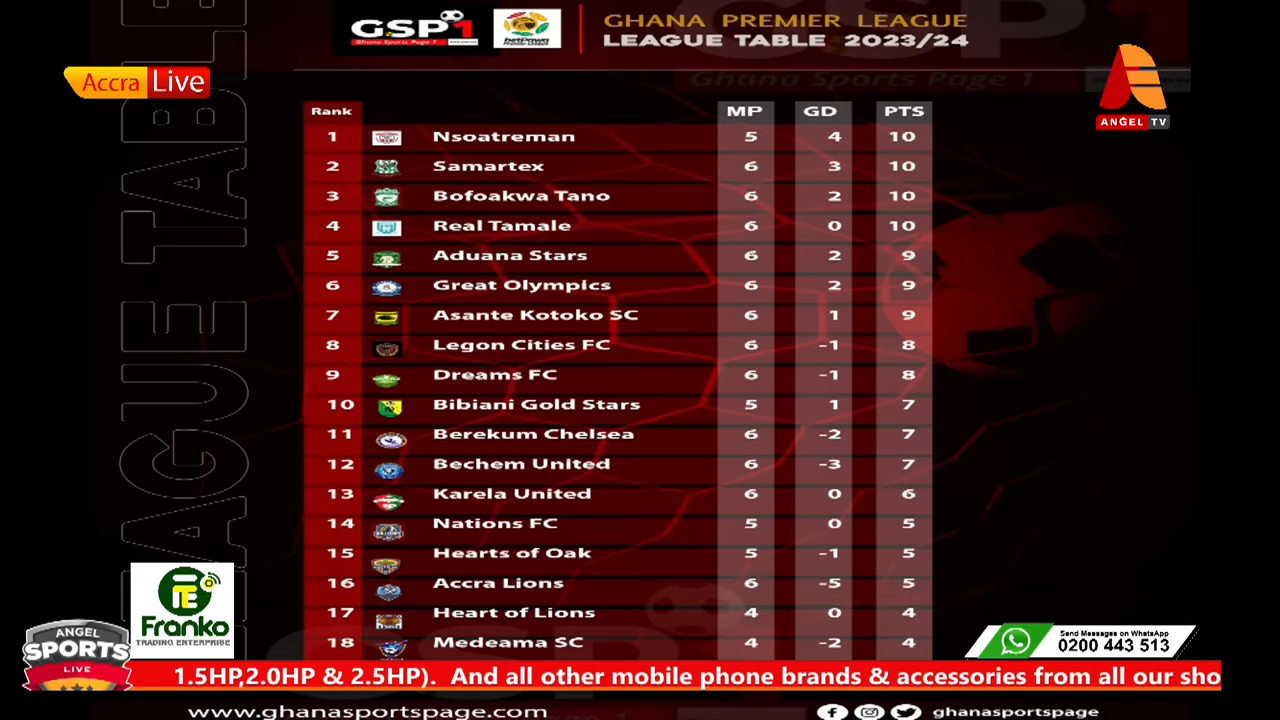 GSP1
Ghana Sports Page 1
GHANA PREMIER LEAGUE
LEAGUE TABLE 2023/24
Accra Live
ANGEL TV
Ghana Sports Page 1
LEAGUE TABLE
Rank MP GD PTS
1 Nsoatreman 5 4 10
2 Samartex 6 3 10
3 Bofoakwa Tano 6 2 10
4 Real Tamale 6 0 10
5 Aduana Stars 6 2 9
6 Great Olympics 6 2 9
7 Asante Kotoko SC 6 1 9
8 Legon Cities FC 6 -1 8
9 Dreams FC 6 -1 8
10 Bibiani Gold Stars 5 1 7
11 Berekum Chelsea 6 -2 7
12 Bechem United 6 -3 7
13 Karela United 6 0 6
14 Nations FC 5 0 5
15 Hearts of Oak 5 -1 5
16 Accra Lions 6 -5 5
17 Heart of Lions 4 0 4
18 Medeama SC 4 -2 4
Franko
TRADING ENTERPRISE
ANGEL
SPORTS
LIVE
Send Messages on WhatsApp
0200 443 513
1.5HP,2.0HP & 2.5HP). And all other mobile phone brands & accessories from all our sho
www.ghanasportspage.com
ghanasportspage